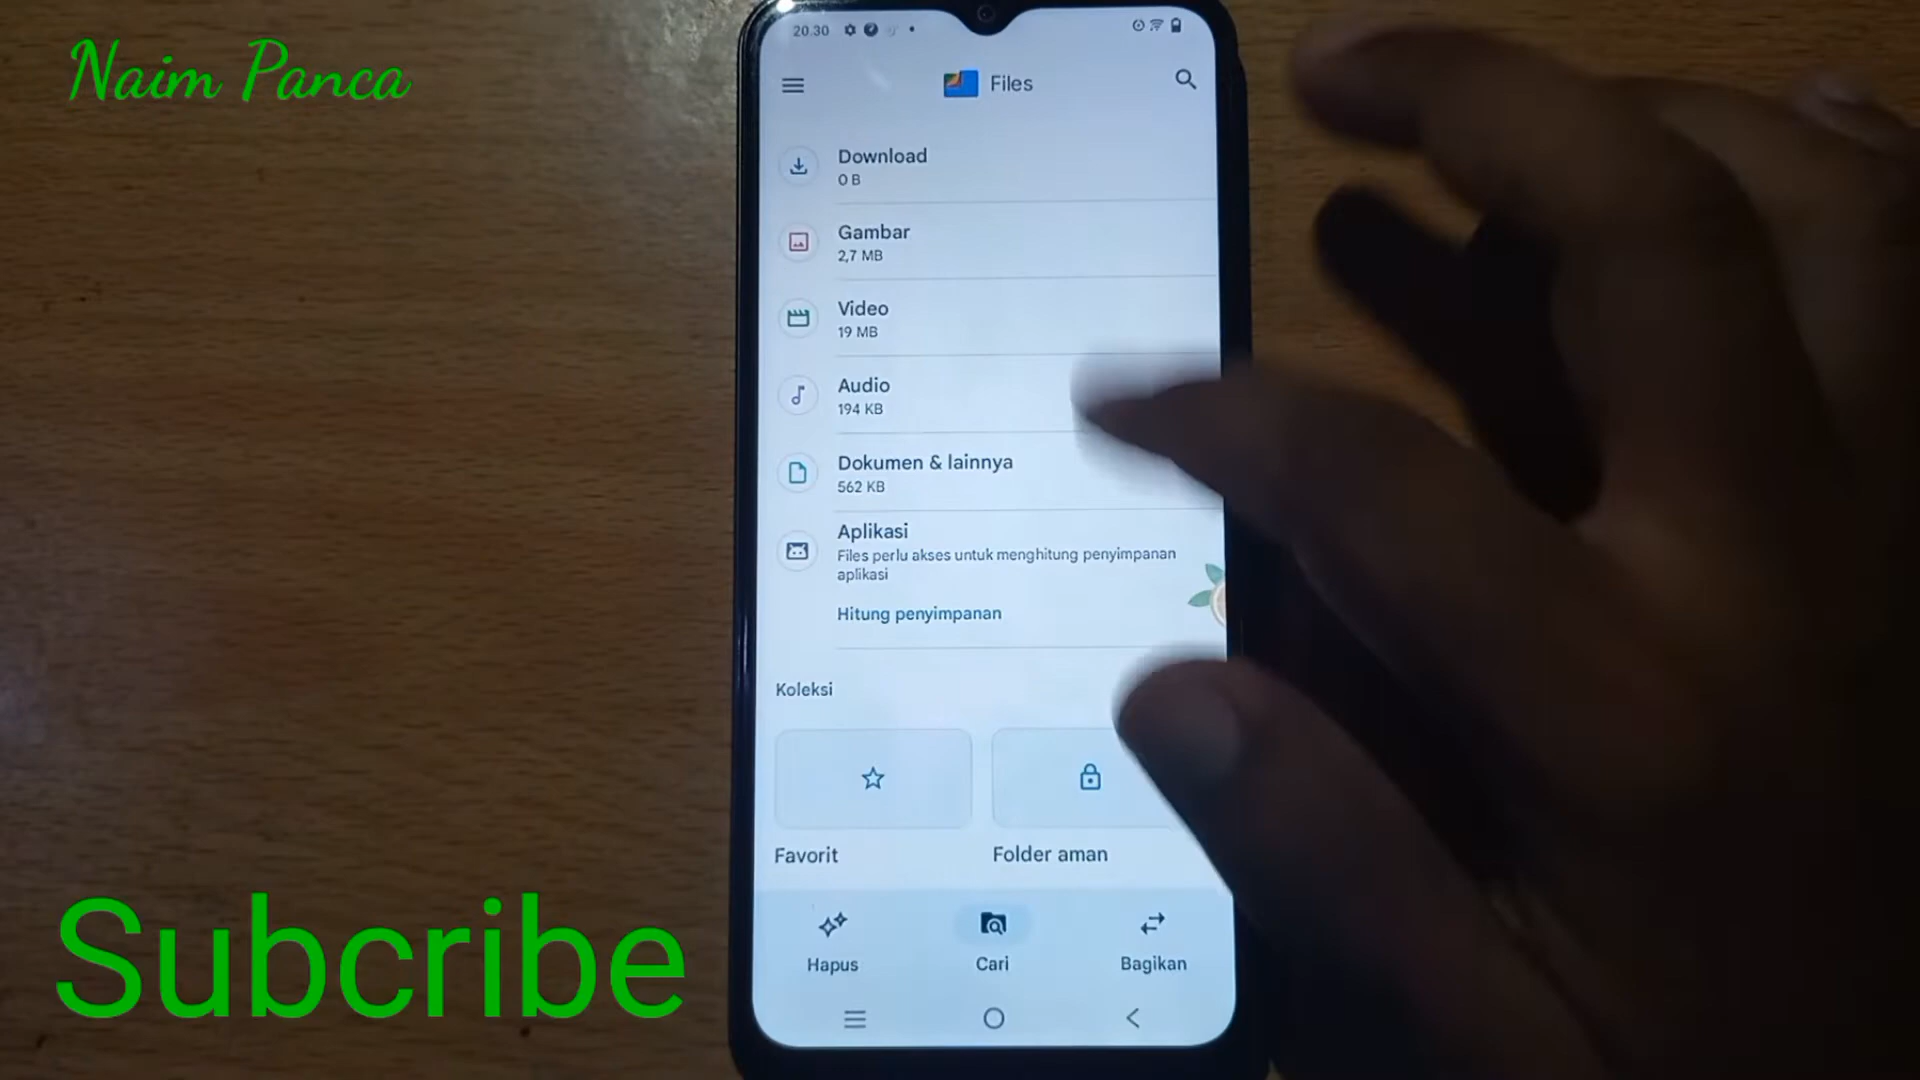 Naim Panca
20.30
Files
Download
0 B
Gambar
2,7 MB
Video
19 MB
Audio
194 KB
Dokumen & lainnya
562 KB
Aplikasi
Files perlu akses untuk menghitung penyimpanan
aplikasi
Hitung penyimpanan
Koleksi
Favorit
Folder aman
Hapus
Cari
Bagikan
Subcribe